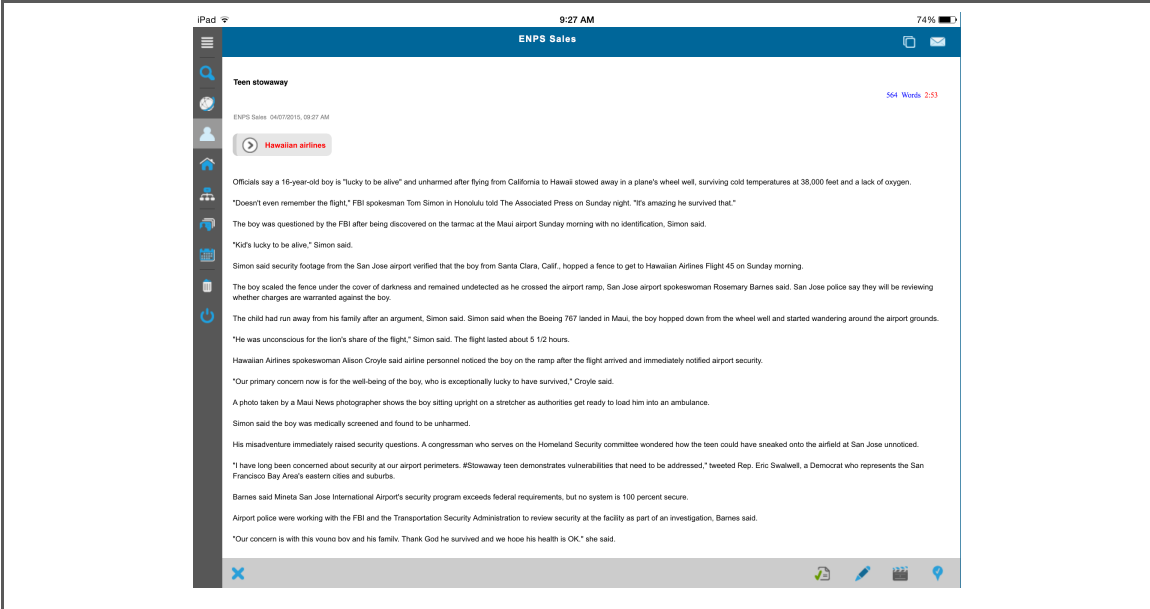 iPad 9:27 AM 74%
ENPS Sales
Teen stowaway
564 Words 2:53
ENPS Sales 04/07/2015, 09:27 AM
Hawaiian airlines
Officials say a 16-year-old boy is "lucky to be alive" and unharmed after flying from California to Hawaii stowed away in a plane's wheel well, surviving cold temperatures at 38,000 feet and a lack of oxygen.
"Doesn't even remember the flight," FBI spokesman Tom Simon in Honolulu told The Associated Press on Sunday night. "It's amazing he survived that."
The boy was questioned by the FBI after being discovered on the tarmac at the Maui airport Sunday morning with no identification, Simon said.
"Kid's lucky to be alive," Simon said.
Simon said security footage from the San Jose airport verified that the boy from Santa Clara, Calif., hopped a fence to get to Hawaiian Airlines Flight 45 on Sunday morning.
The boy scaled the fence under the cover of darkness and remained undetected as he crossed the airport ramp, San Jose airport spokeswoman Rosemary Barnes said. San Jose police say they will be reviewing
whether charges are warranted against the boy.
The child had run away from his family after an argument, Simon said. Simon said when the Boeing 767 landed in Maui, the boy hopped down from the wheel well and started wandering around the airport grounds.
"He was unconscious for the lion's share of the flight," Simon said. The flight lasted about 5 1/2 hours.
Hawaiian Airlines spokeswoman Alison Croyle said airline personnel noticed the boy on the ramp after the flight arrived and immediately notified airport security.
"Our primary concern now is for the well-being of the boy, who is exceptionally lucky to have survived," Croyle said.
A photo taken by a Maui News photographer shows the boy sitting upright on a stretcher as authorities get ready to load him into an ambulance.
Simon said the boy was medically screened and found to be unharmed.
His misadventure immediately raised security questions. A congressman who serves on the Homeland Security committee wondered how the teen could have sneaked onto the airfield at San Jose unnoticed.
"I have long been concerned about security at our airport perimeters. #Stowaway teen demonstrates vulnerabilities that need to be addressed," tweeted Rep. Eric Swalwell, a Democrat who represents the San
Francisco Bay Area's eastern cities and suburbs.
Barnes said Mineta San Jose International Airport's security program exceeds federal requirements, but no system is 100 percent secure.
Airport police were working with the FBI and the Transportation Security Administration to review security at the facility as part of an investigation, Barnes said.
"Our concern is with this young boy and his family. Thank God he survived and we hope his health is OK," she said.